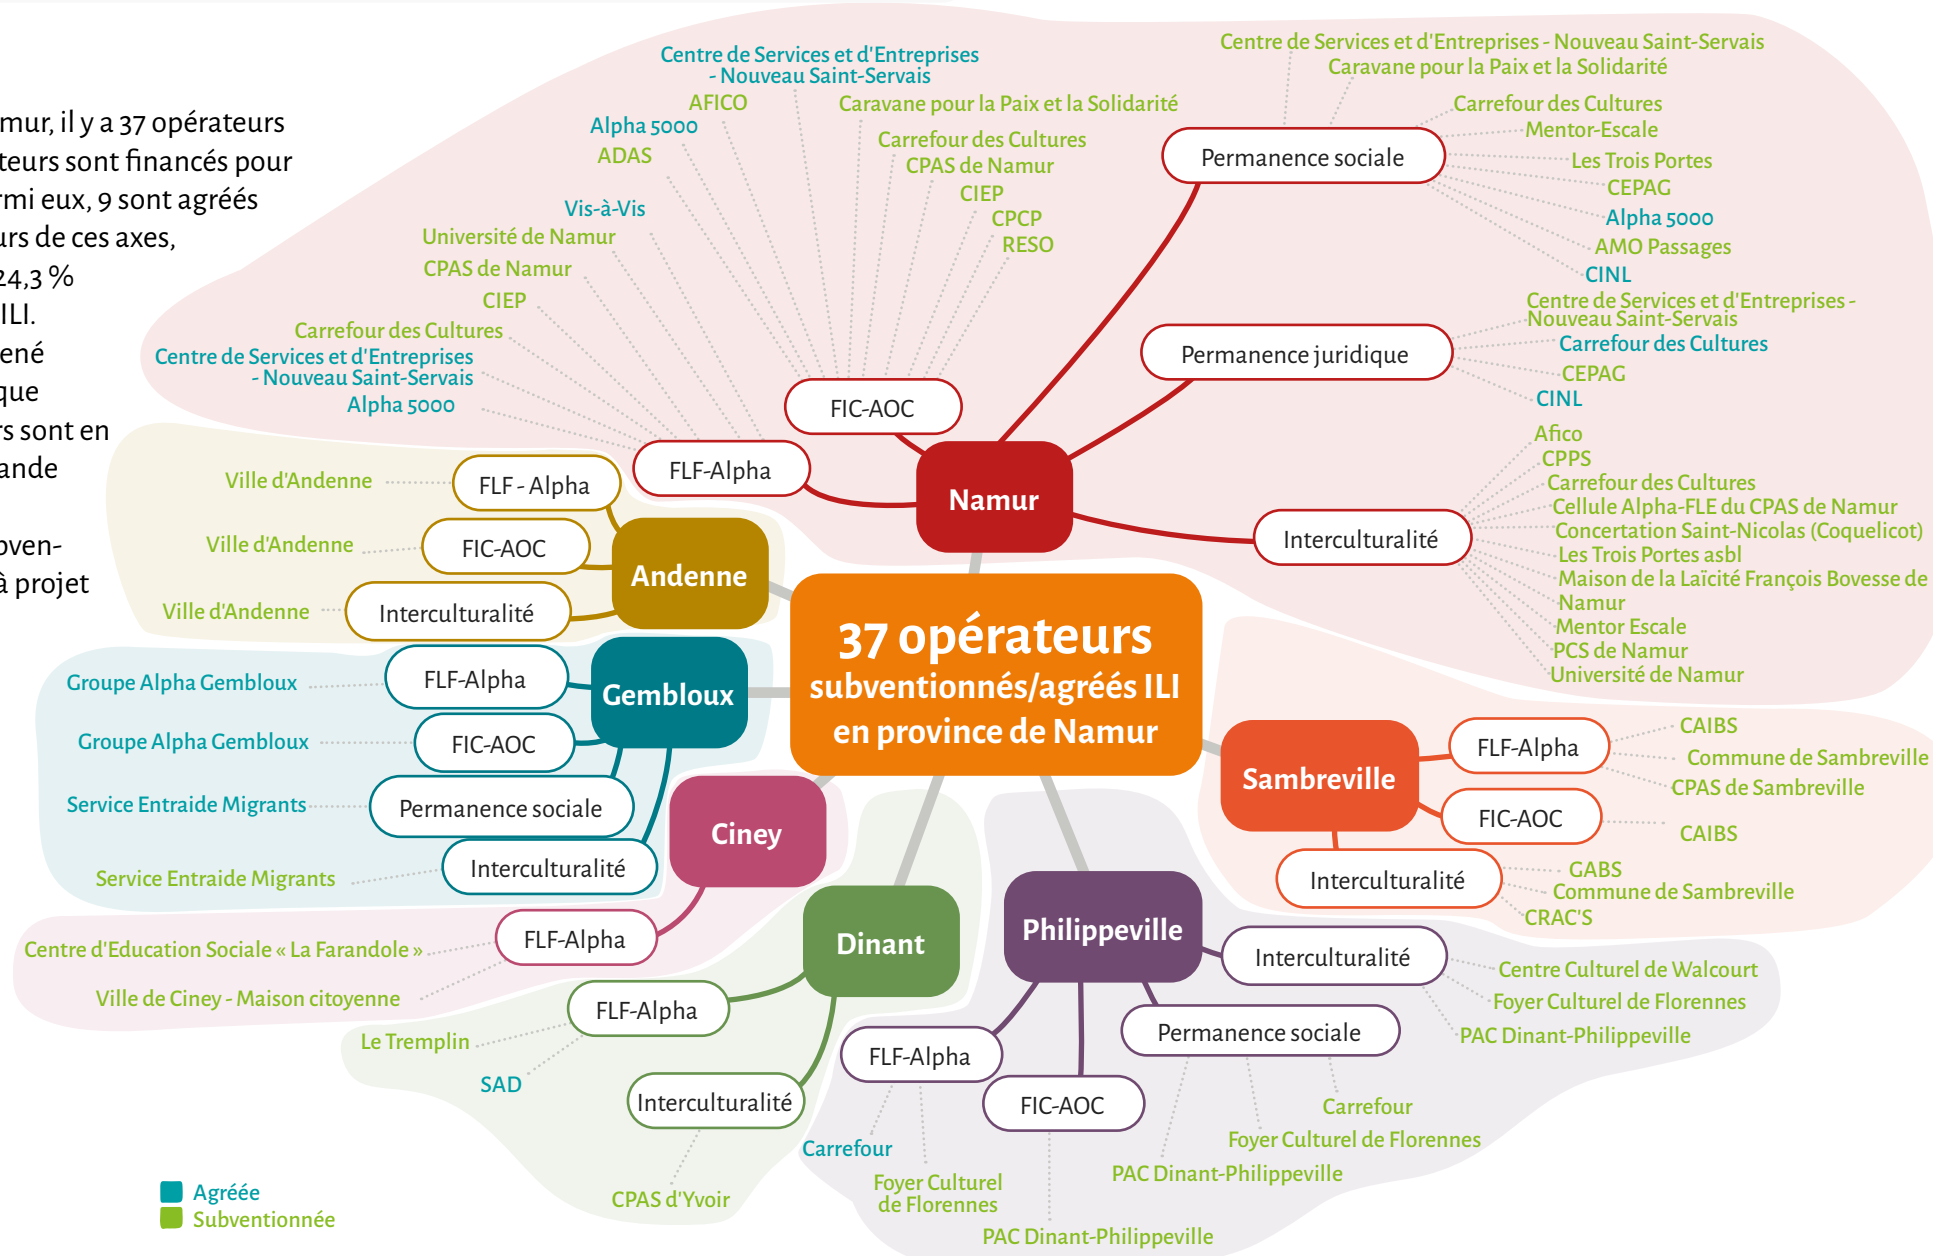 mur, il y a 37 opérateurs
teurs sont financés pour
rmi eux, 9 sont agréés
urs de ces axes,
24,3 %
ILI.
ené
que
rs sont en
ande
oven-
à projet
Centre de Services et d'Entreprises
- Nouveau Saint-Servais
AFICO
Alpha 5000
ADAS
Caravane pour la Paix et la Solidarité
Carrefour des Cultures
CPAS de Namur
CIEP
CPCP
RESO
FIC-AOC
Vis-à-Vis
Université de Namur
CPAS de Namur
CIEP
Carrefour des Cultures
Centre de Services et d'Entreprises
- Nouveau Saint-Servais
Alpha 5000
FLF-Alpha
Namur
Centre de Services et d'Entreprises - Nouveau Saint-Servais
Caravane pour la Paix et la Solidarité
Carrefour des Cultures
Mentor-Escale
Les Trois Portes
CEPAG
Alpha 5000
AMO Passages
CINL
Permanence sociale
Centre de Services et d'Entreprises -
Nouveau Saint-Servais
Carrefour des Cultures
CEPAG
CINL
Permanence juridique
Afico
CPPS
Carrefour des Cultures
Cellule Alpha-FLE du CPAS de Namur
Concertation Saint-Nicolas (Coquelicot)
Les Trois Portes asbl
Maison de la Laïcité François Bovesse de
Namur
Mentor Escale
PCS de Namur
Université de Namur
Interculturalité
Ville d'Andenne
FLF - Alpha
Ville d'Andenne
FIC-AOC
Ville d'Andenne
Interculturalité
Andenne
37 opérateurs
subventionnés/agréés ILI
en province de Namur
Groupe Alpha Gembloux
FLF-Alpha
Groupe Alpha Gembloux
FIC-AOC
Service Entraide Migrants
Permanence sociale
Service Entraide Migrants
Interculturalité
Gembloux
Ciney
FLF-Alpha
Centre d'Education Sociale « La Farandole »
Ville de Ciney - Maison citoyenne
Dinant
FLF-Alpha
Le Tremplin
SAD
Interculturalité
CPAS d'Yvoir
Philippeville
Interculturalité
Centre Culturel de Walcourt
Foyer Culturel de Florennes
PAC Dinant-Philippeville
Permanence sociale
Carrefour
Foyer Culturel de Florennes
PAC Dinant-Philippeville
FLF-Alpha
Carrefour
Foyer Culturel
de Florennes
FIC-AOC
PAC Dinant-Philippeville
Sambreville
FLF-Alpha
CAIBS
Commune de Sambreville
CPAS de Sambreville
FIC-AOC
CAIBS
Interculturalité
GABS
Commune de Sambreville
CRAC'S
Agréée
Subventionnée